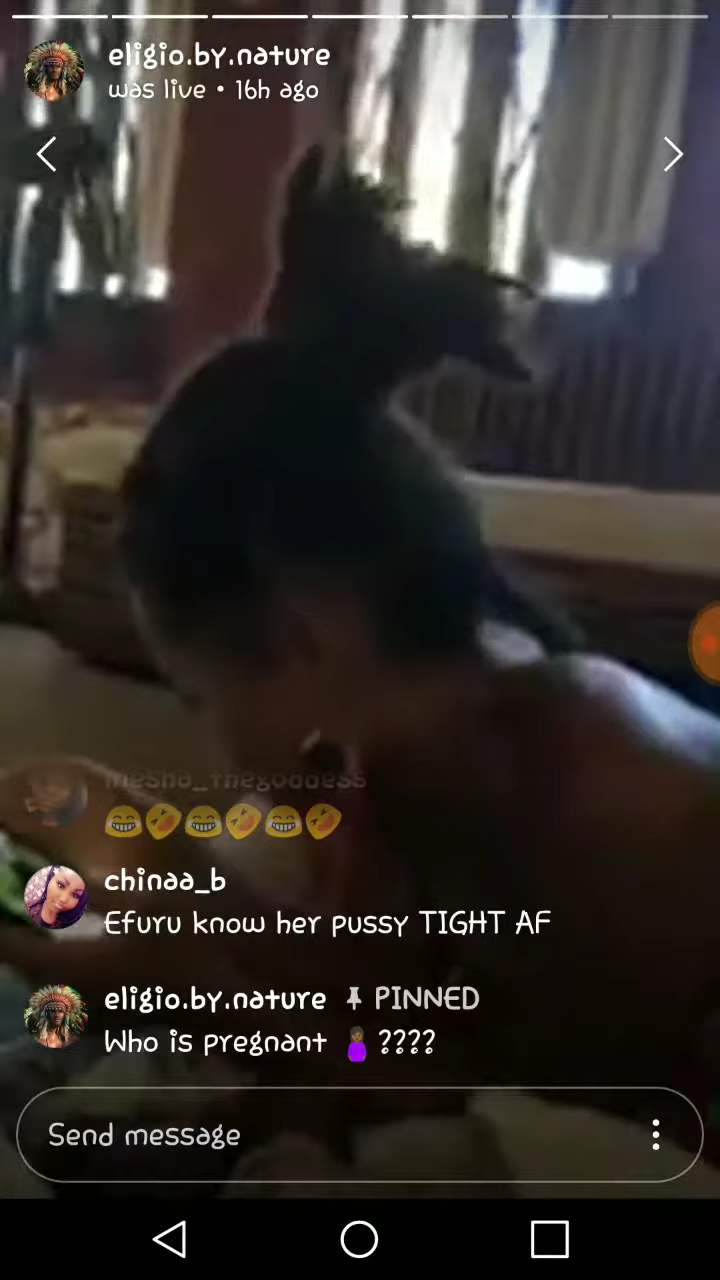 eligio.by.nature
was live • 16h ago
mesha_thegoddess
😂🤣😂🤣😂🤣
chinaa_b
Efuru know her pussy TIGHT AF
eligio.by.nature 📌 PINNED
Who is pregnant 🤰🏾????
Send message